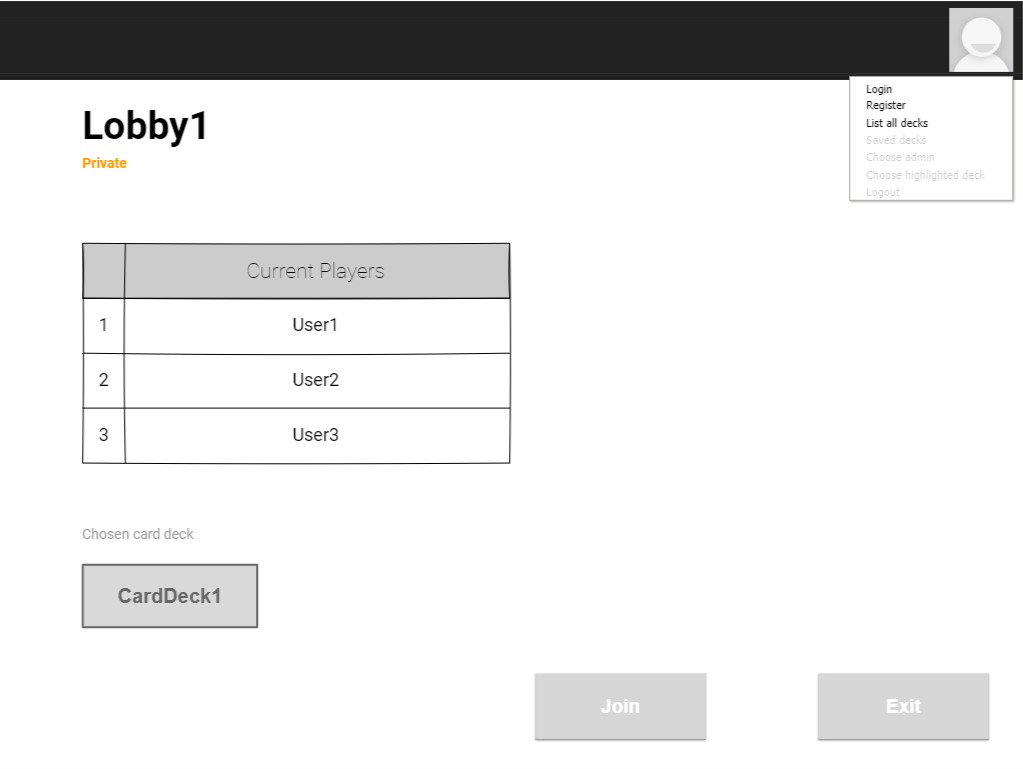 Login
Register
List all decks
Saved decks
Choose admin
Choose highlighted deck
Logout
Lobby1
Private
Current Players
1 User1
2 User2
3 User3
Chosen card deck
CardDeck1
Join Exit